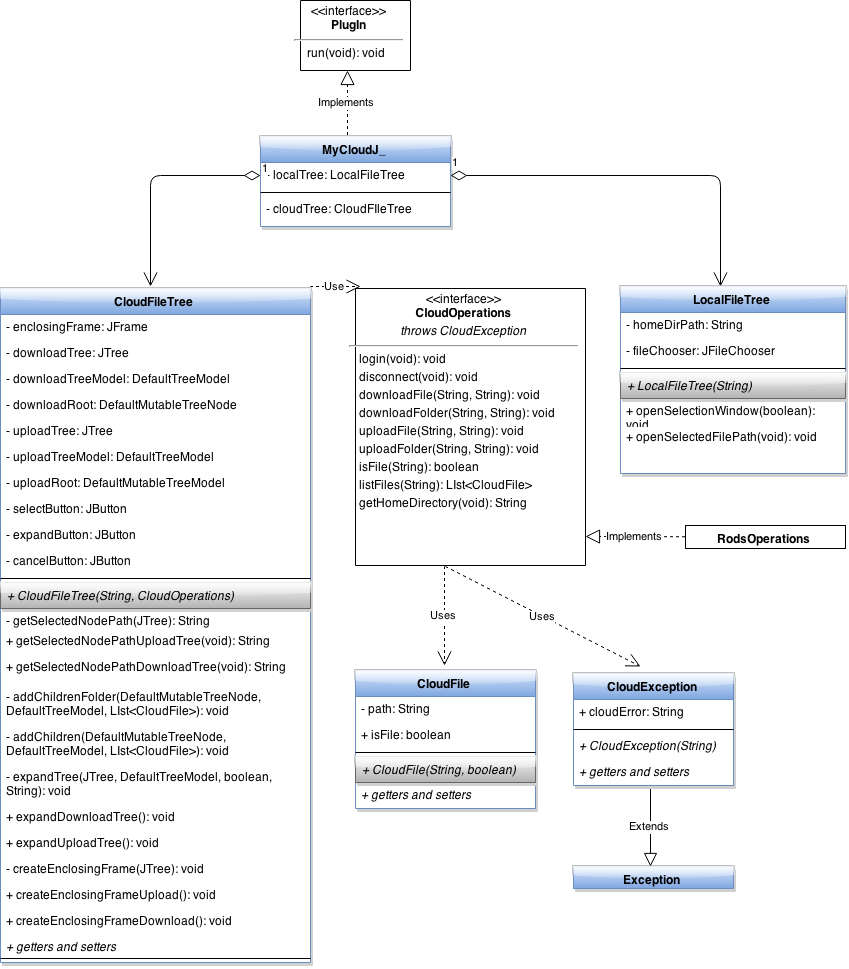 <<interface>>
PlugIn
run(void): void
Implements
MyCloudJ_
1
- localTree: LocalFileTree
1
- cloudTree: CloudFIleTree
CloudFileTree
- enclosingFrame: JFrame
- downloadTree: JTree
- downloadTreeModel: DefaultTreeModel
- downloadRoot: DefaultMutableTreeNode
- uploadTree: JTree
- uploadTreeModel: DefaultTreeModel
- uploadRoot: DefaultMutableTreeNode
- selectButton: JButton
- expandButton: JButton
- cancelButton: JButton
+ CloudFileTree(String, CloudOperations)
- getSelectedNodePath(JTree): String
+ getSelectedNodePathUploadTree(void): String
+ getSelectedNodePathDownloadTree(void): String
- addChildrenFolder(DefaultMutableTreeNode,
DefaultTreeModel, LIst<CloudFile>): void
- addChildren(DefaultMutableTreeNode,
DefaultTreeModel, LIst<CloudFile>): void
- expandTree(JTree, DefaultTreeModel, boolean,
String): void
+ expandDownloadTree(): void
+ expandUploadTree(): void
- createEnclosingFrame(JTree): void
+ createEnclosingFrameUpload(): void
+ createEnclosingFrameDownload(): void
+ getters and setters
Use
<<interface>>
CloudOperations
throws CloudException
login(void): void
disconnect(void): void
downloadFile(String, String): void
downloadFolder(String, String): void
uploadFile(String, String): void
uploadFolder(String, String): void
isFile(String): boolean
listFiles(String): LIst<CloudFile>
getHomeDirectory(void): String
LocalFileTree
- homeDirPath: String
- fileChooser: JFileChooser
+ LocalFileTree(String)
+ openSelectionWindow(boolean):
void
+ openSelectedFilePath(void): void
Implements
RodsOperations
Uses
Uses
CloudFile
- path: String
+ isFile: boolean
+ CloudFile(String, boolean)
+ getters and setters
CloudException
+ cloudError: String
+ CloudException(String)
+ getters and setters
Extends
Exception